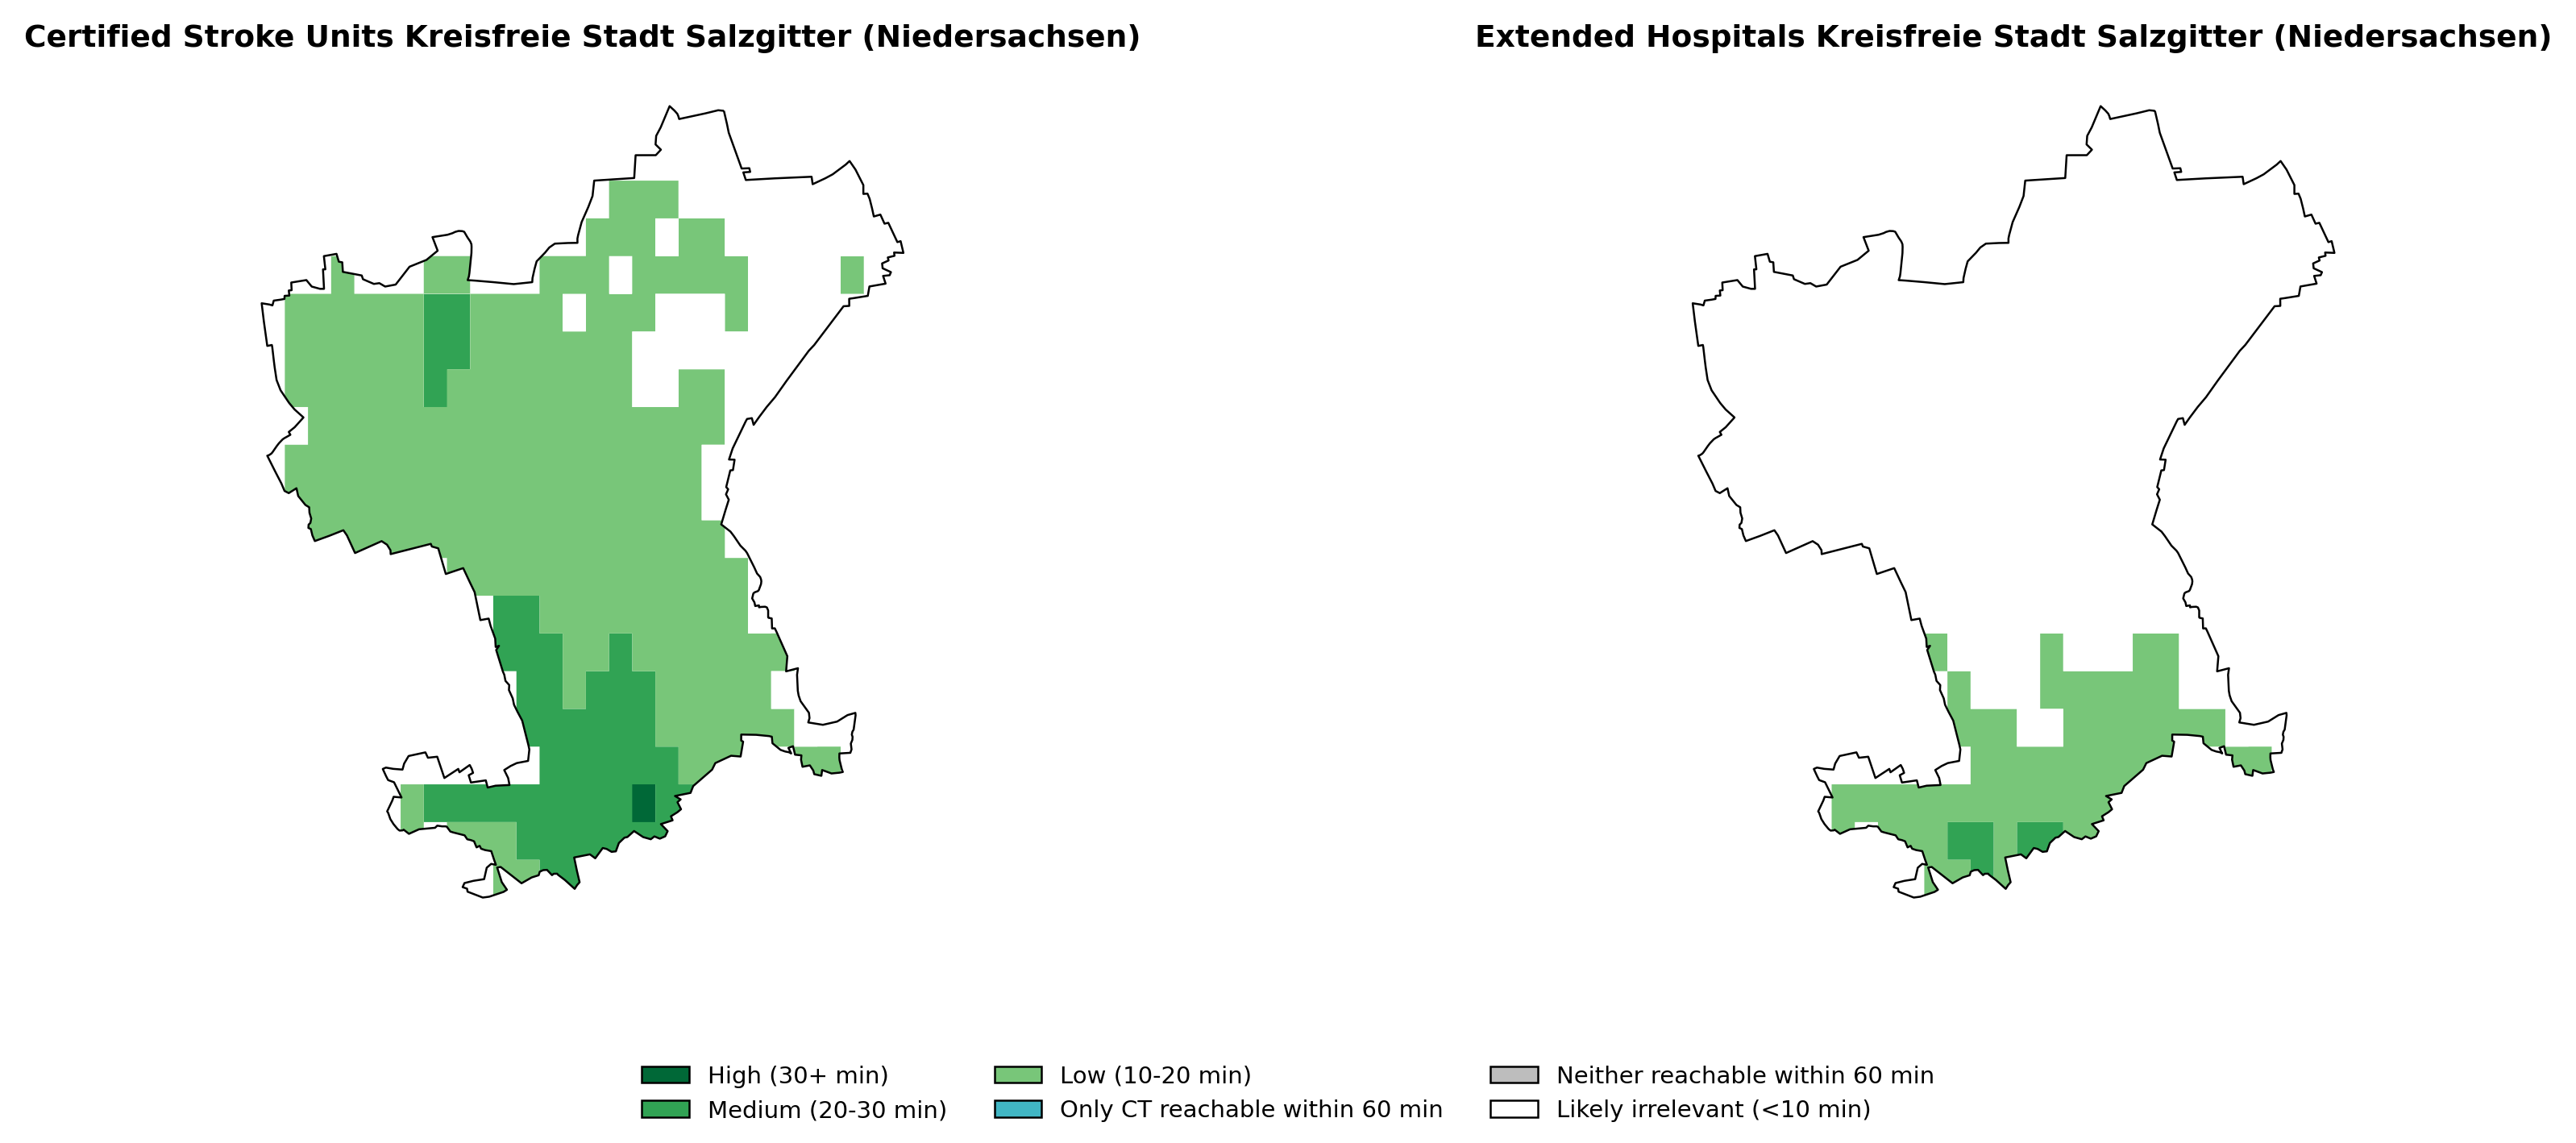 Certified Stroke Units Kreisfreie Stadt Salzgitter (Niedersachsen)
Extended Hospitals Kreisfreie Stadt Salzgitter (Niedersachsen)
High (30+ min)
Medium (20-30 min)
Low (10-20 min)
Only CT reachable within 60 min
Neither reachable within 60 min
Likely irrelevant (<10 min)